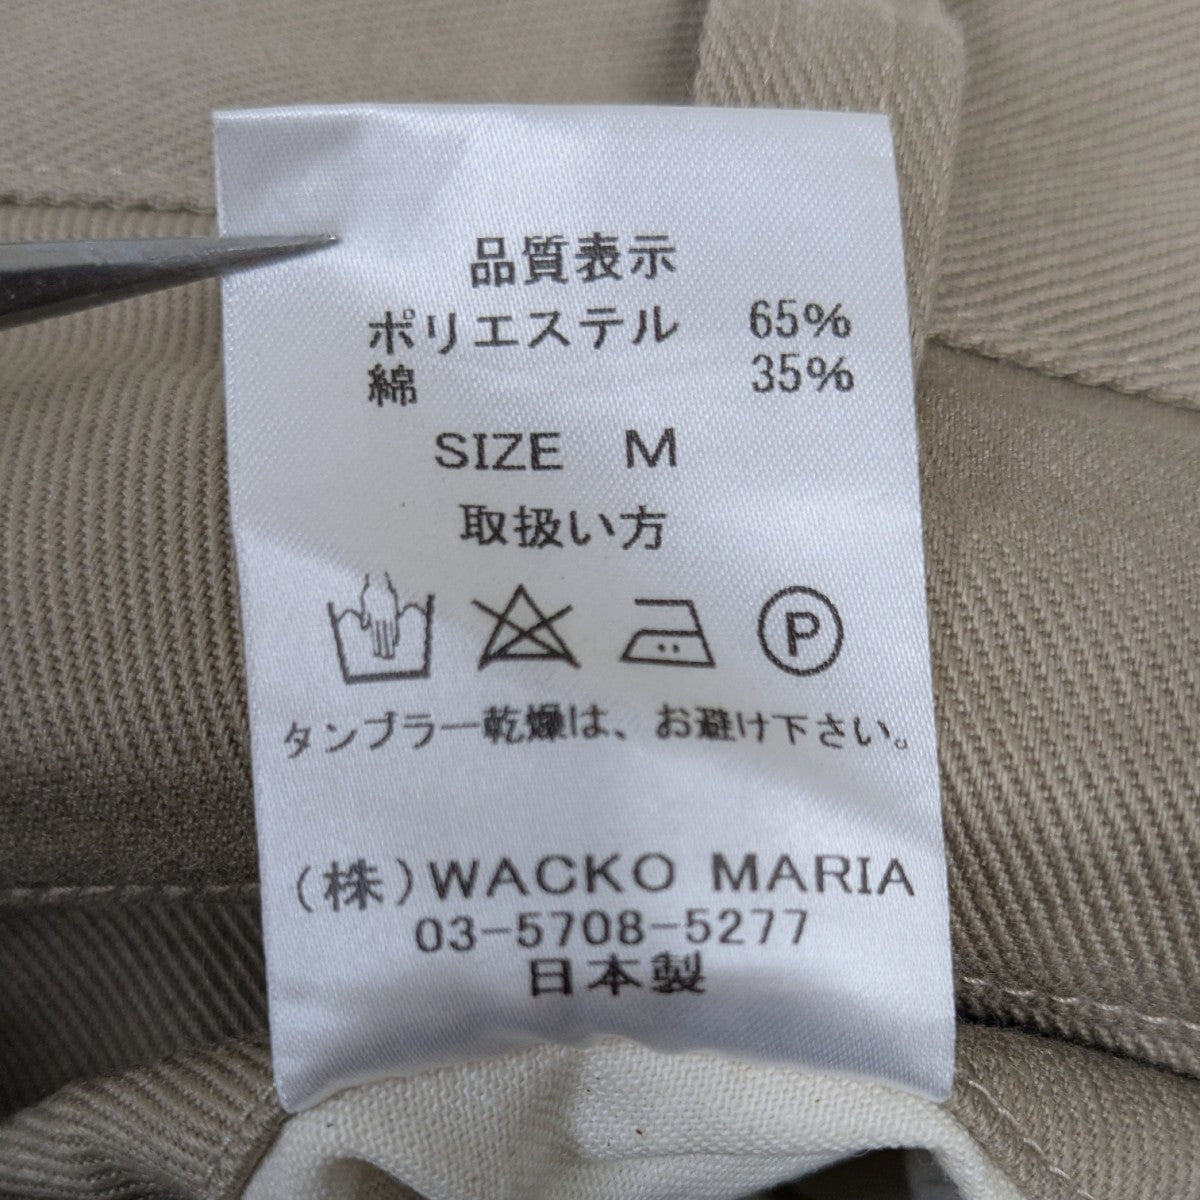 品質表示
ポリエステル 65%
綿 35%
SIZE M
取扱い方
P
タンブラー乾燥は、お避け下さい。
(株)WACKO MARIA
03-5708-5277
日本製